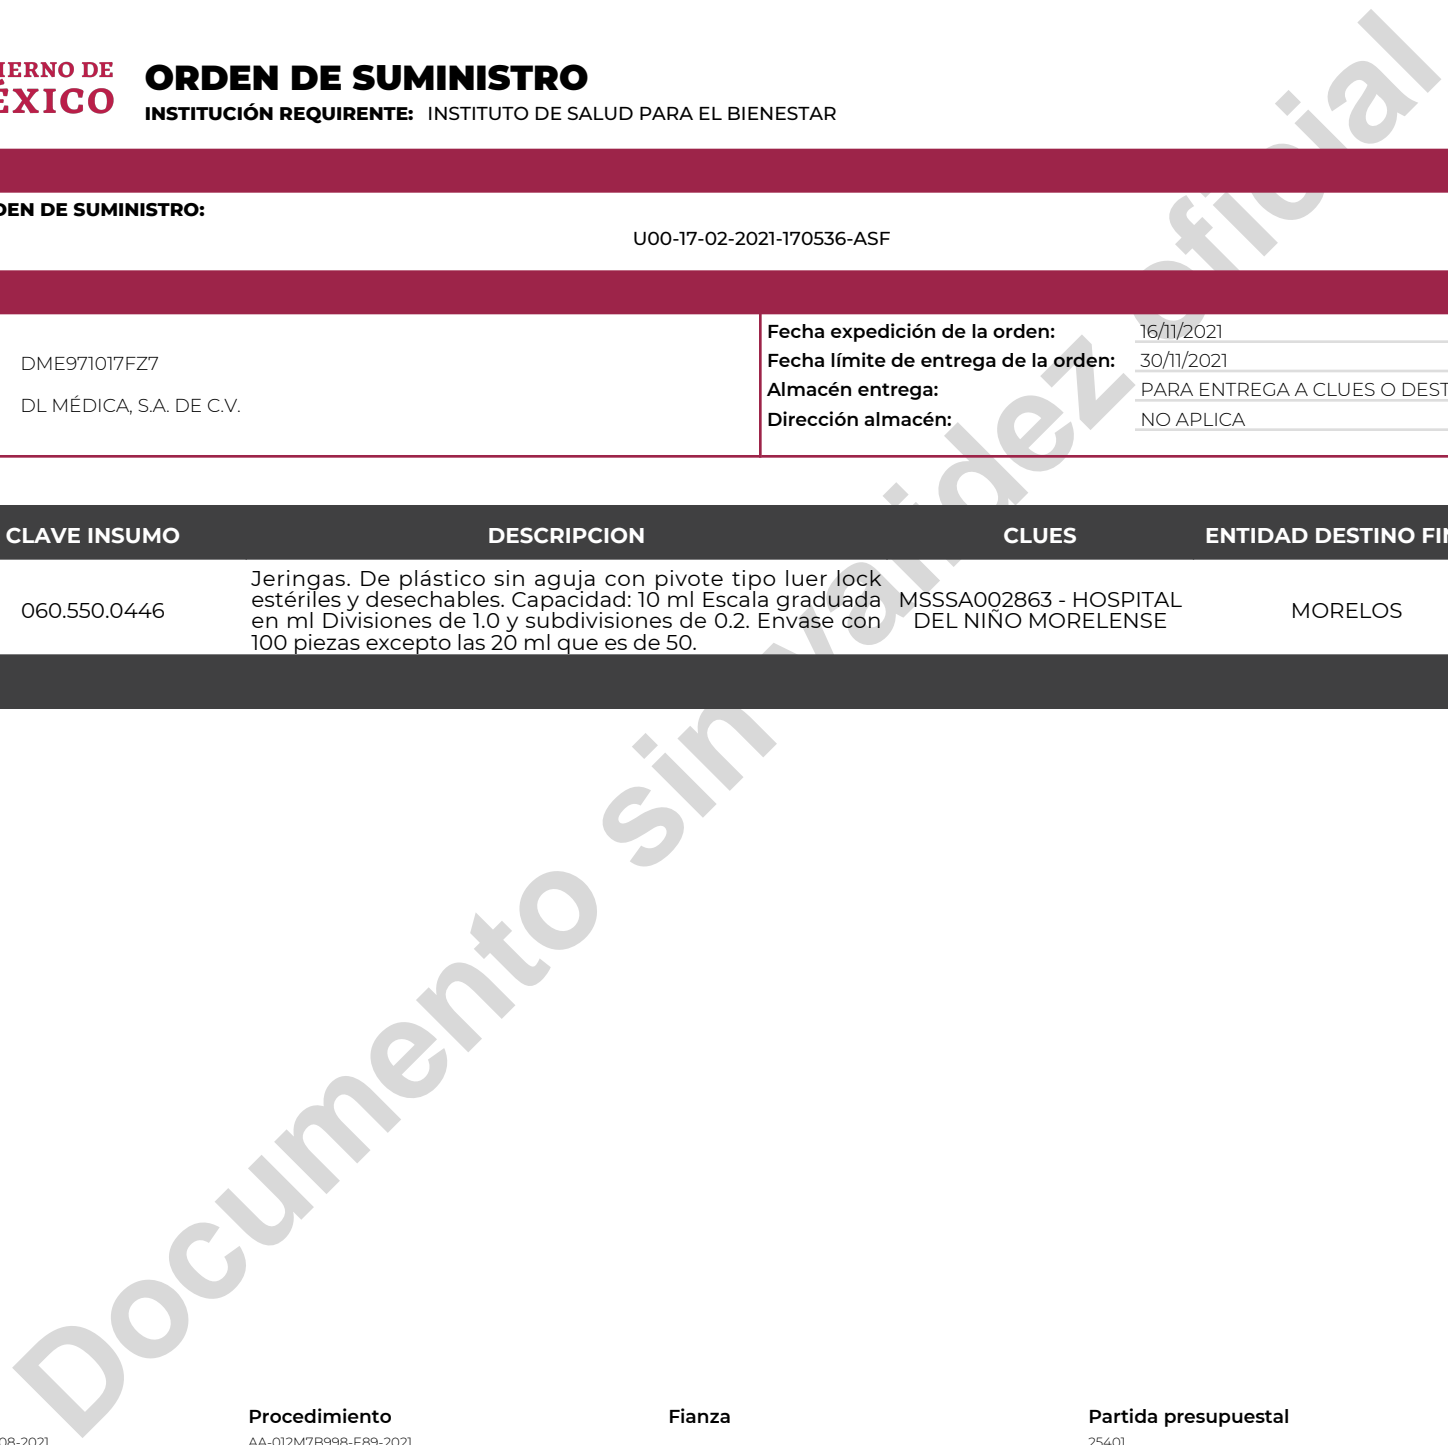 IERNO DE
ÉXICO
ORDEN DE SUMINISTRO
INSTITUCIÓN REQUIRENTE: INSTITUTO DE SALUD PARA EL BIENESTAR
DEN DE SUMINISTRO:
U00-17-02-2021-170536-ASF
DME971017FZ7
DL MÉDICA, S.A. DE C.V.
Fecha expedición de la orden: 16/11/2021
Fecha límite de entrega de la orden: 30/11/2021
Almacén entrega: PARA ENTREGA A CLUES O DEST
Dirección almacén: NO APLICA
CLAVE INSUMO DESCRIPCION CLUES ENTIDAD DESTINO FIN
060.550.0446
Jeringas. De plástico sin aguja con pivote tipo luer lock
estériles y desechables. Capacidad: 10 ml Escala graduada
en ml Divisiones de 1.0 y subdivisiones de 0.2. Envase con
100 piezas excepto las 20 ml que es de 50.
MSSSA002863 - HOSPITAL
DEL NIÑO MORELENSE
MORELOS
Documento sin validez oficial
Procedimiento Fianza Partida presupuestal
08-2021 AA-012M7B998-E89-2021 25401